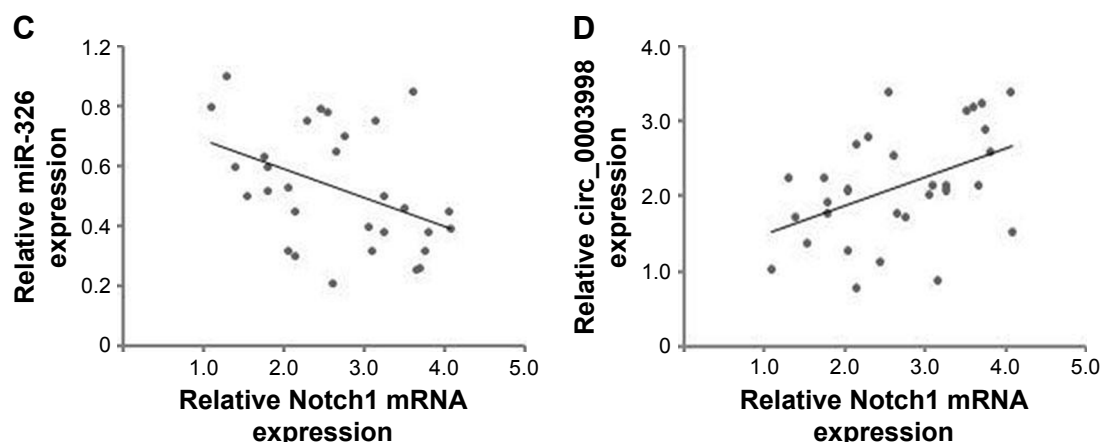 C
Relative miR-326
expression
1.2
0.8
0.6
0.4
0.2
0
1.0
2.0
3.0
4.0
5.0
Relative Notch1 mRNA
expression
D
Relative circ_0003998
expression
4.0
3.0
2.0
1.0
0
1.0
2.0
3.0
4.0
5.0
Relative Notch1 mRNA
expression